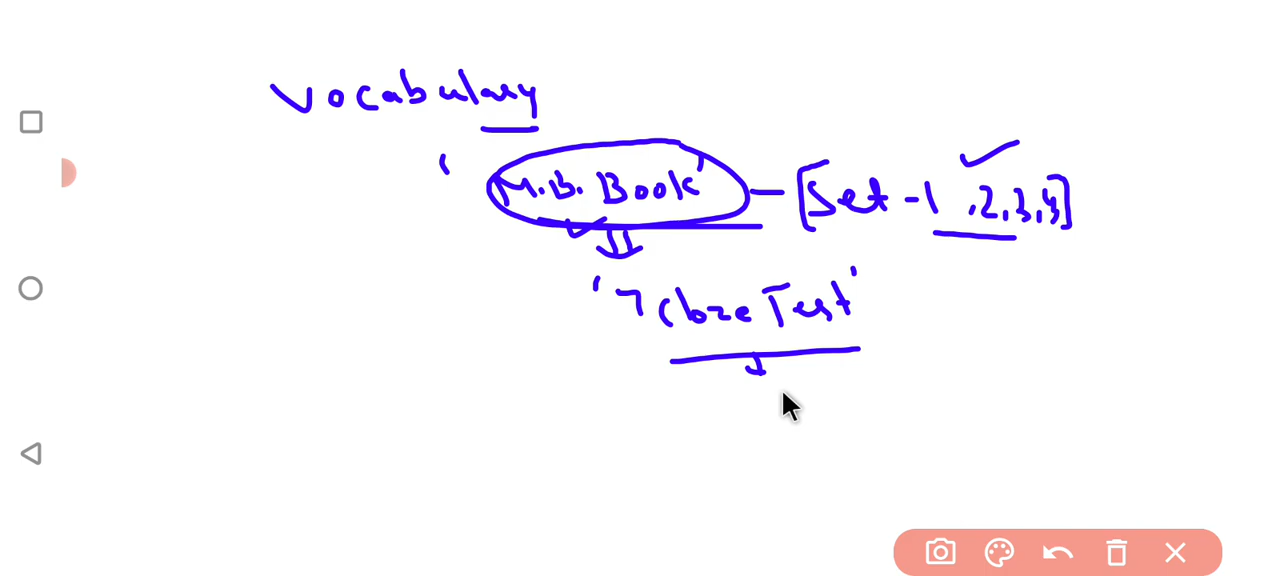 Vocabulary
'M.B. Book' - [Set - 1, 2, 3, 4]
'7 Cloze Test'